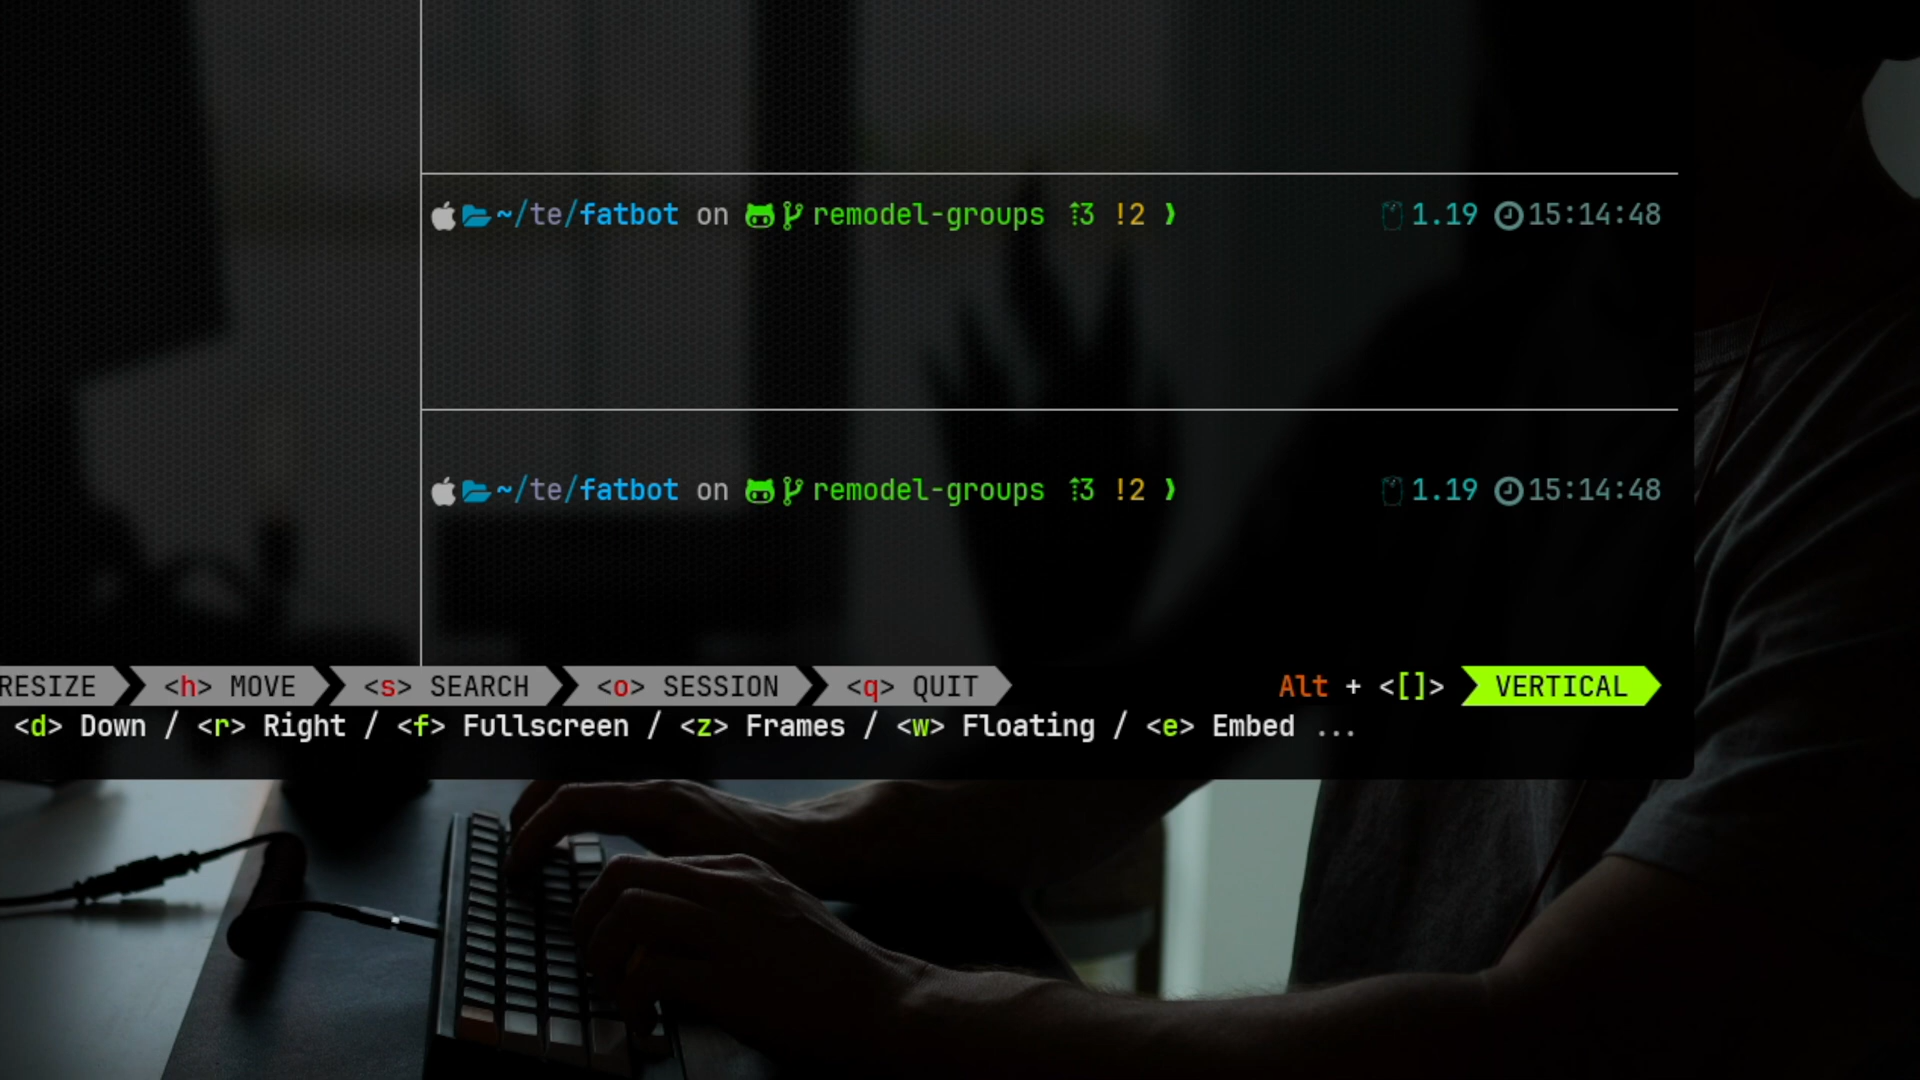 ~/te/fatbot on remodel-groups ⇡3 !2 ❯ 1.19 15:14:48
~/te/fatbot on remodel-groups ⇡3 !2 ❯ 1.19 15:14:48
RESIZE <h> MOVE <s> SEARCH <o> SESSION <q> QUIT Alt + <[]> VERTICAL
<d> Down / <r> Right / <f> Fullscreen / <z> Frames / <w> Floating / <e> Embed ...